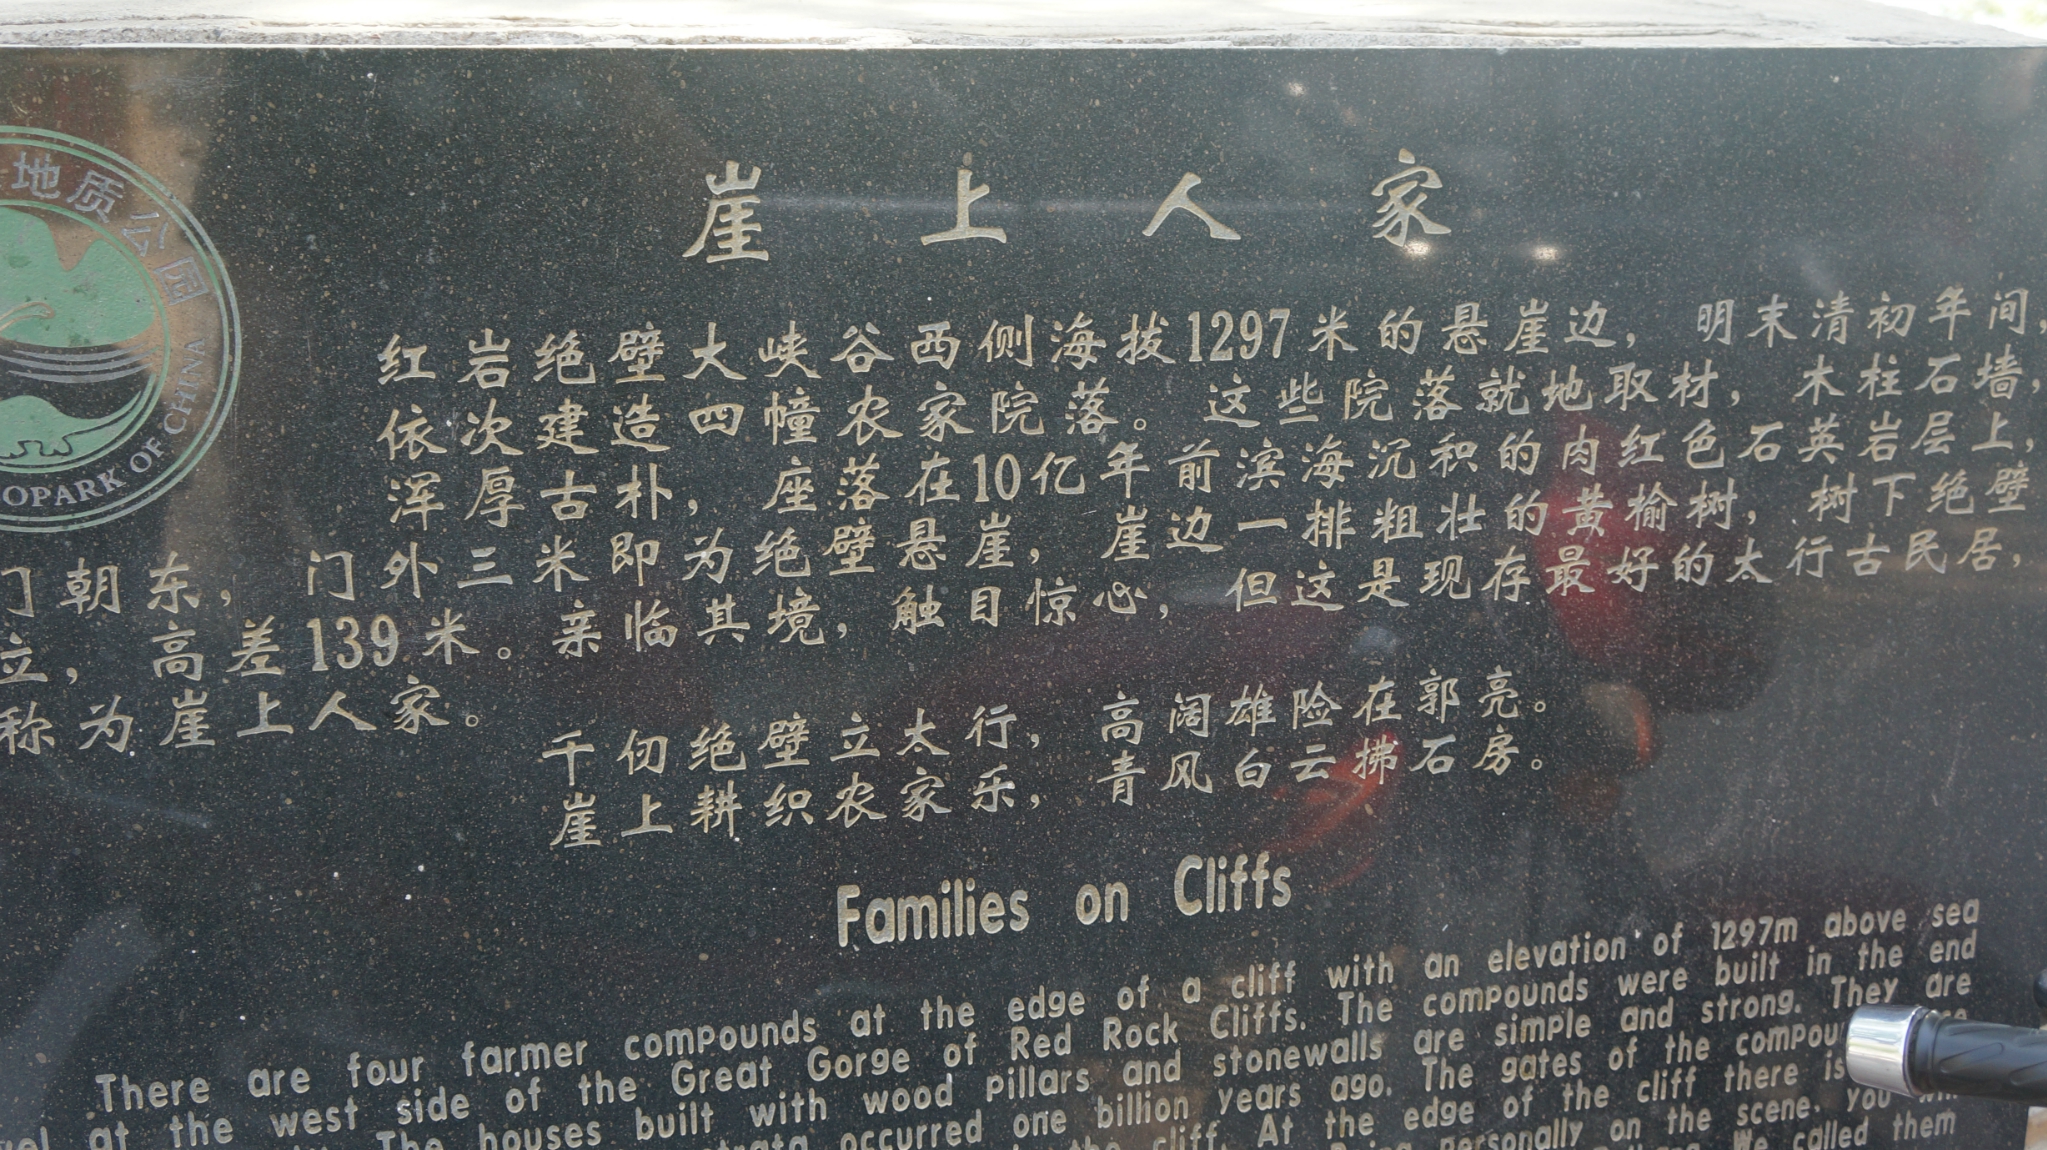 地质公园
OPARK OF CHINA
崖上人家
红岩绝壁大峡谷西侧海拔1297米的悬崖边，明末清初年间，
依次建造四幢农家院落。这些院落就地取材，木柱石墙，
浑厚古朴，座落在10亿年前滨海沉积的肉红色石英岩层上，
门朝东，门外三米即为绝壁悬崖，崖边一排粗壮的黄榆树，树下绝壁
立，高差139米。亲临其境，触目惊心，但这是现存最好的太行古民居，
称为崖上人家。
千仞绝壁立太行，高阔雄险在郭亮。
崖上耕织农家乐，青风白云拂石房。
Families on Cliffs
There are four farmer compounds at the edge of a cliff with an elevation of 1297m above sea
at the west side of the Great Gorge of Red Rock Cliffs. The compounds were built in the end
The houses built with wood pillars and stonewalls are simple and strong. They are
strata occurred one billion years ago. The gates of the
the cliff. At the edge of the cliff there is
personally on the scene, you
We called them